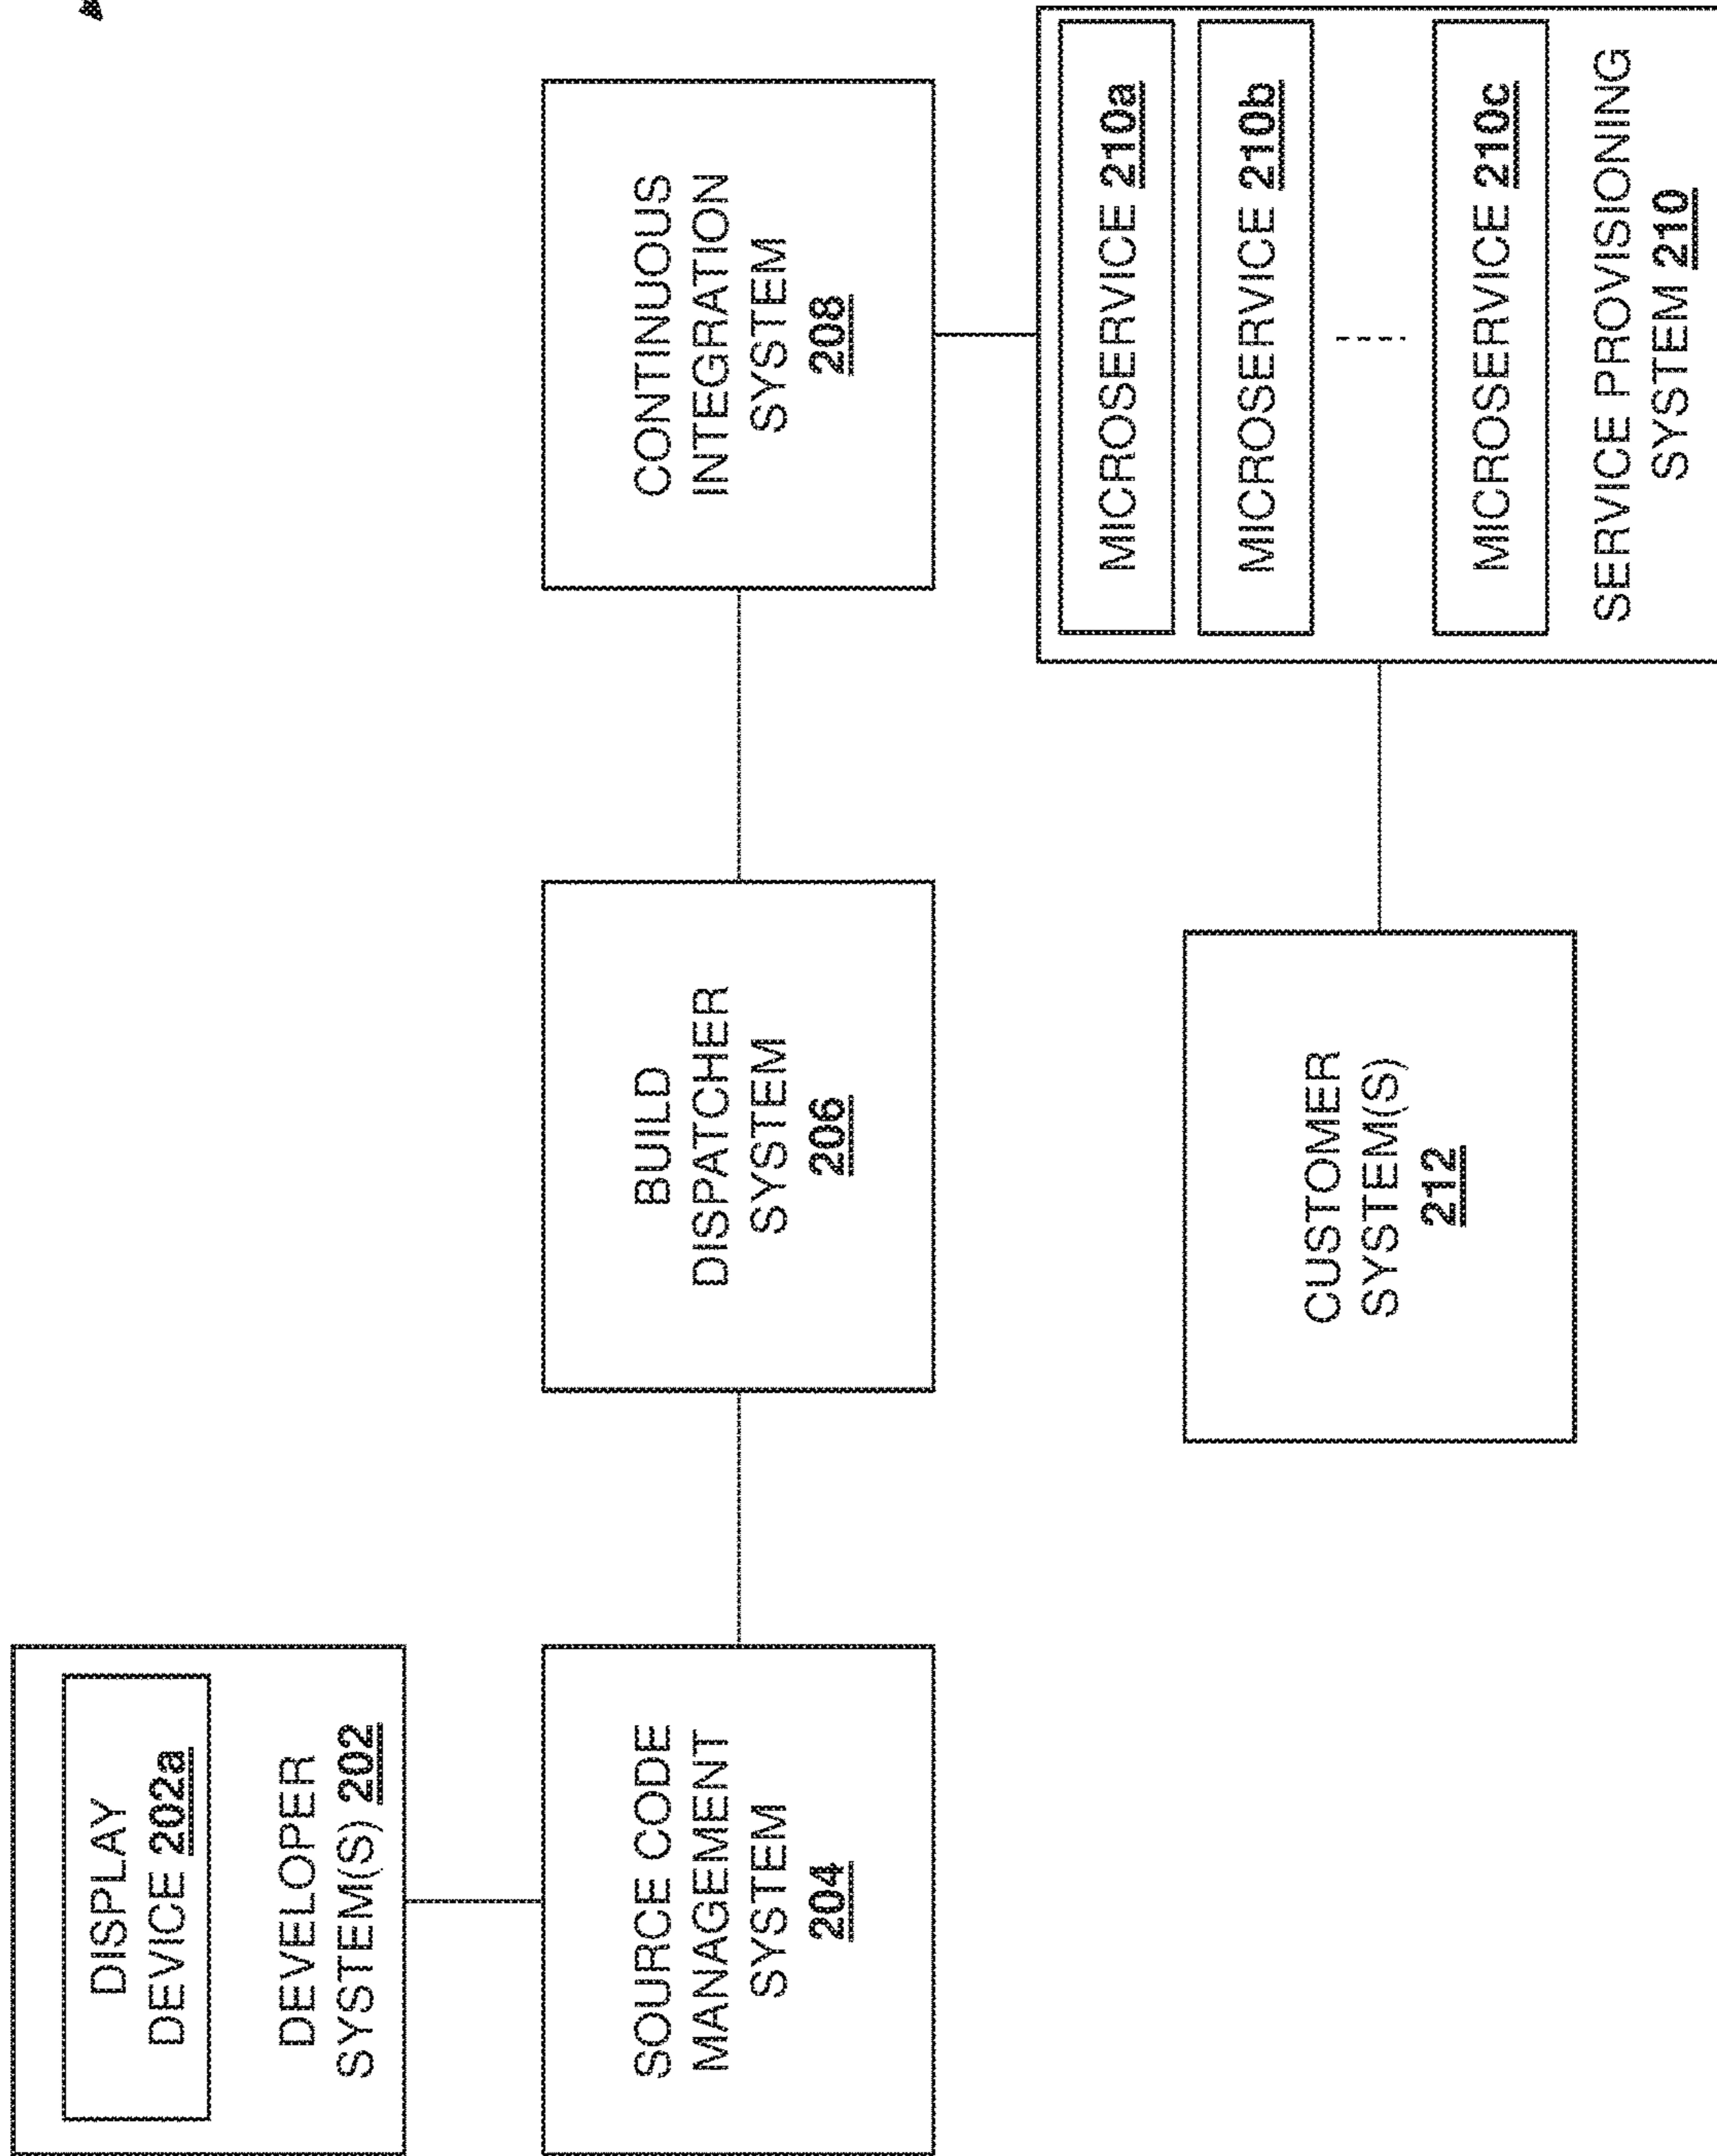 DISPLAY
DEVICE 202a
DEVELOPER
SYSTEM(S) 202
SOURCE CODE
MANAGEMENT
SYSTEM
204
BUILD
DISPATCHER
SYSTEM
206
CONTINUOUS
INTEGRATION
SYSTEM
208
CUSTOMER
SYSTEM(S)
212
MICROSERVICE 210a
MICROSERVICE 210b
MICROSERVICE 210c
SERVICE PROVISIONING
SYSTEM 210